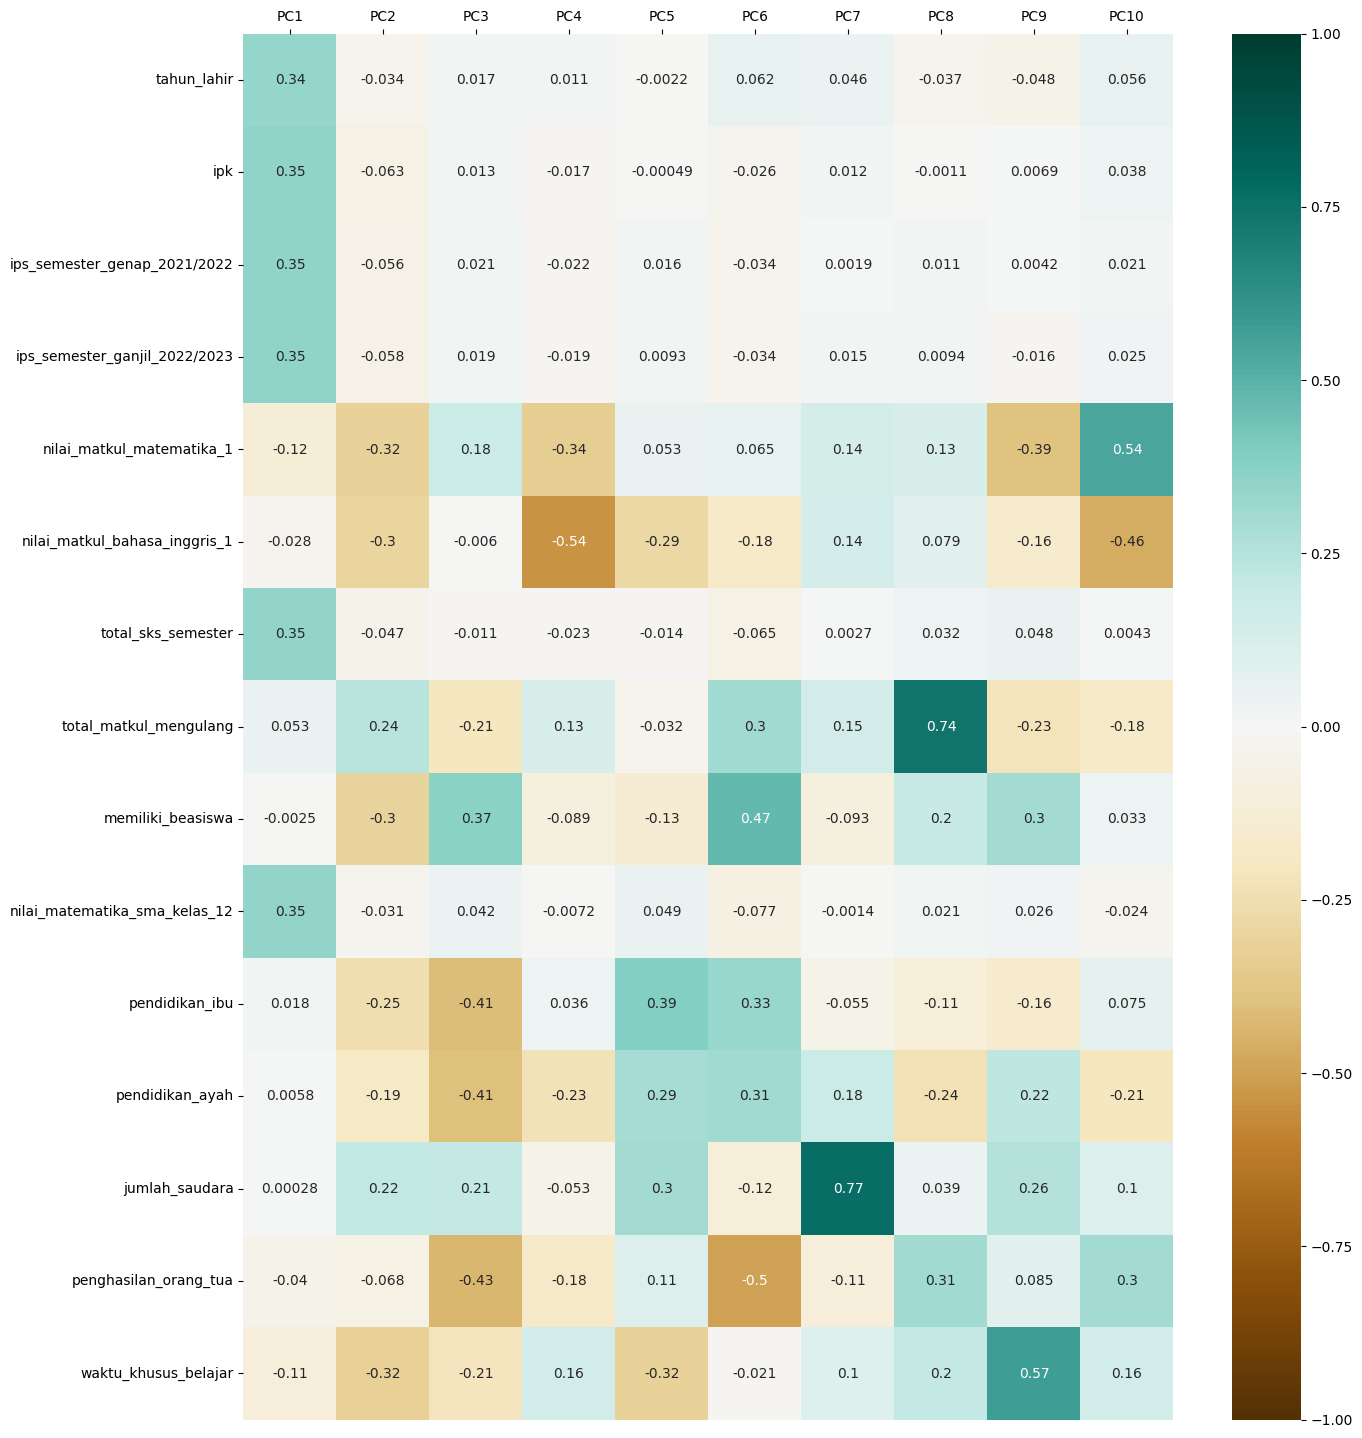 PC1 PC2 PC3 PC4 PC5 PC6 PC7 PC8 PC9 PC10
tahun_lahir 0.34 -0.034 0.017 0.011 -0.0022 0.062 0.046 -0.037 -0.048 0.056
ipk 0.35 -0.063 0.013 -0.017 -0.00049 -0.026 0.012 -0.0011 0.0069 0.038
ips_semester_genap_2021/2022 0.35 -0.056 0.021 -0.022 0.016 -0.034 0.0019 0.011 0.0042 0.021
ips_semester_ganjil_2022/2023 0.35 -0.058 0.019 -0.019 0.0093 -0.034 0.015 0.0094 -0.016 0.025
nilai_matkul_matematika_1 -0.12 -0.32 0.18 -0.34 0.053 0.065 0.14 0.13 -0.39 0.54
nilai_matkul_bahasa_inggris_1 -0.028 -0.3 -0.006 -0.54 -0.29 -0.18 0.14 0.079 -0.16 -0.46
total_sks_semester 0.35 -0.047 -0.011 -0.023 -0.014 -0.065 0.0027 0.032 0.048 0.0043
total_matkul_mengulang 0.053 0.24 -0.21 0.13 -0.032 0.3 0.15 0.74 -0.23 -0.18
memiliki_beasiswa -0.0025 -0.3 0.37 -0.089 -0.13 0.47 -0.093 0.2 0.3 0.033
nilai_matematika_sma_kelas_12 0.35 -0.031 0.042 -0.0072 0.049 -0.077 -0.0014 0.021 0.026 -0.024
pendidikan_ibu 0.018 -0.25 -0.41 0.036 0.39 0.33 -0.055 -0.11 -0.16 0.075
pendidikan_ayah 0.0058 -0.19 -0.41 -0.23 0.29 0.31 0.18 -0.24 0.22 -0.21
jumlah_saudara 0.00028 0.22 0.21 -0.053 0.3 -0.12 0.77 0.039 0.26 0.1
penghasilan_orang_tua -0.04 -0.068 -0.43 -0.18 0.11 -0.5 -0.11 0.31 0.085 0.3
waktu_khusus_belajar -0.11 -0.32 -0.21 0.16 -0.32 -0.021 0.1 0.2 0.57 0.16
1.00
0.75
0.50
0.25
0.00
−0.25
−0.50
−0.75
−1.00